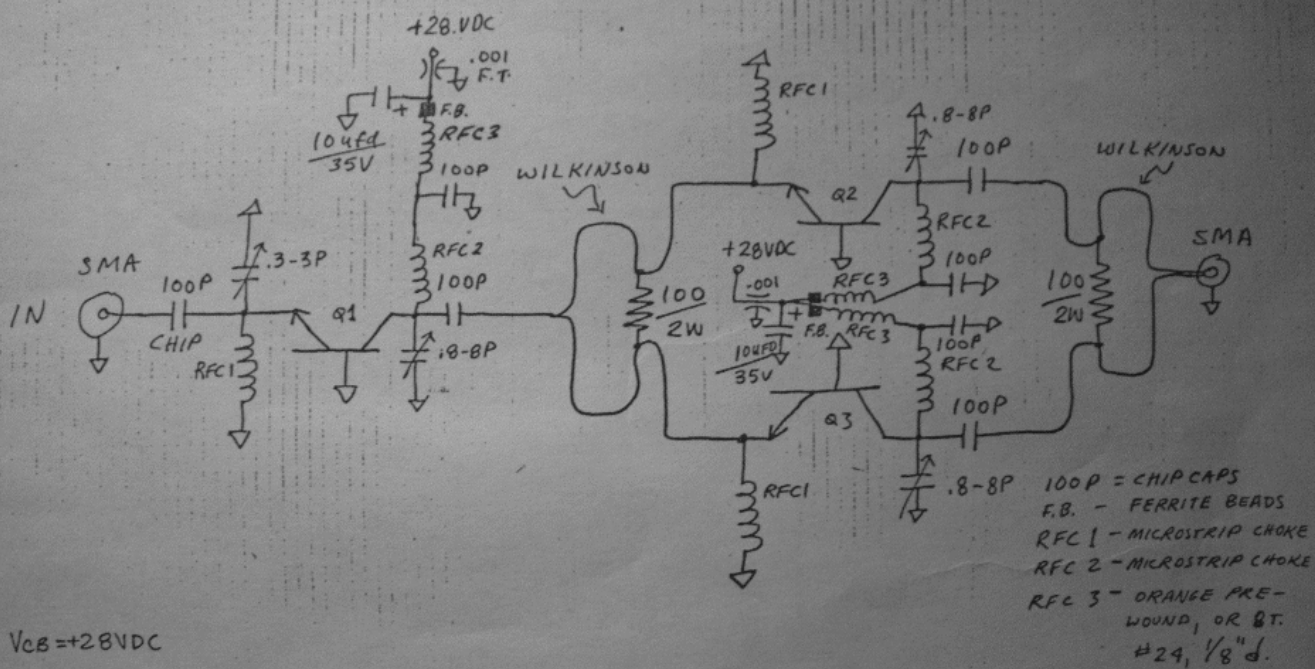 +28.VDC
.001
F.T.
+
F.B.
10ufd
35V
RFC3
100P
WILKINSON
RFC1
.8-8P
100P
WILKINSON
SMA
.3-3P
RFC2
Q2
RFC2
SMA
100P
100P
+28VDC
100P
IN
CHIP
Q1
100
2W
.001
RFC3
100
2W
RFC1
.8-8P
+
F.B.
RFC3
10UFD
35V
100P
RFC2
Q3
100P
RFC1
.8-8P
100P = CHIP CAPS
F.B. - FERRITE BEADS
RFC 1 - MICROSTRIP CHOKE
RFC 2 - MICROSTRIP CHOKE
RFC 3 - ORANGE PRE-
WOUND, OR 8T.
#24, 1/8"d.
VCB=+28VDC